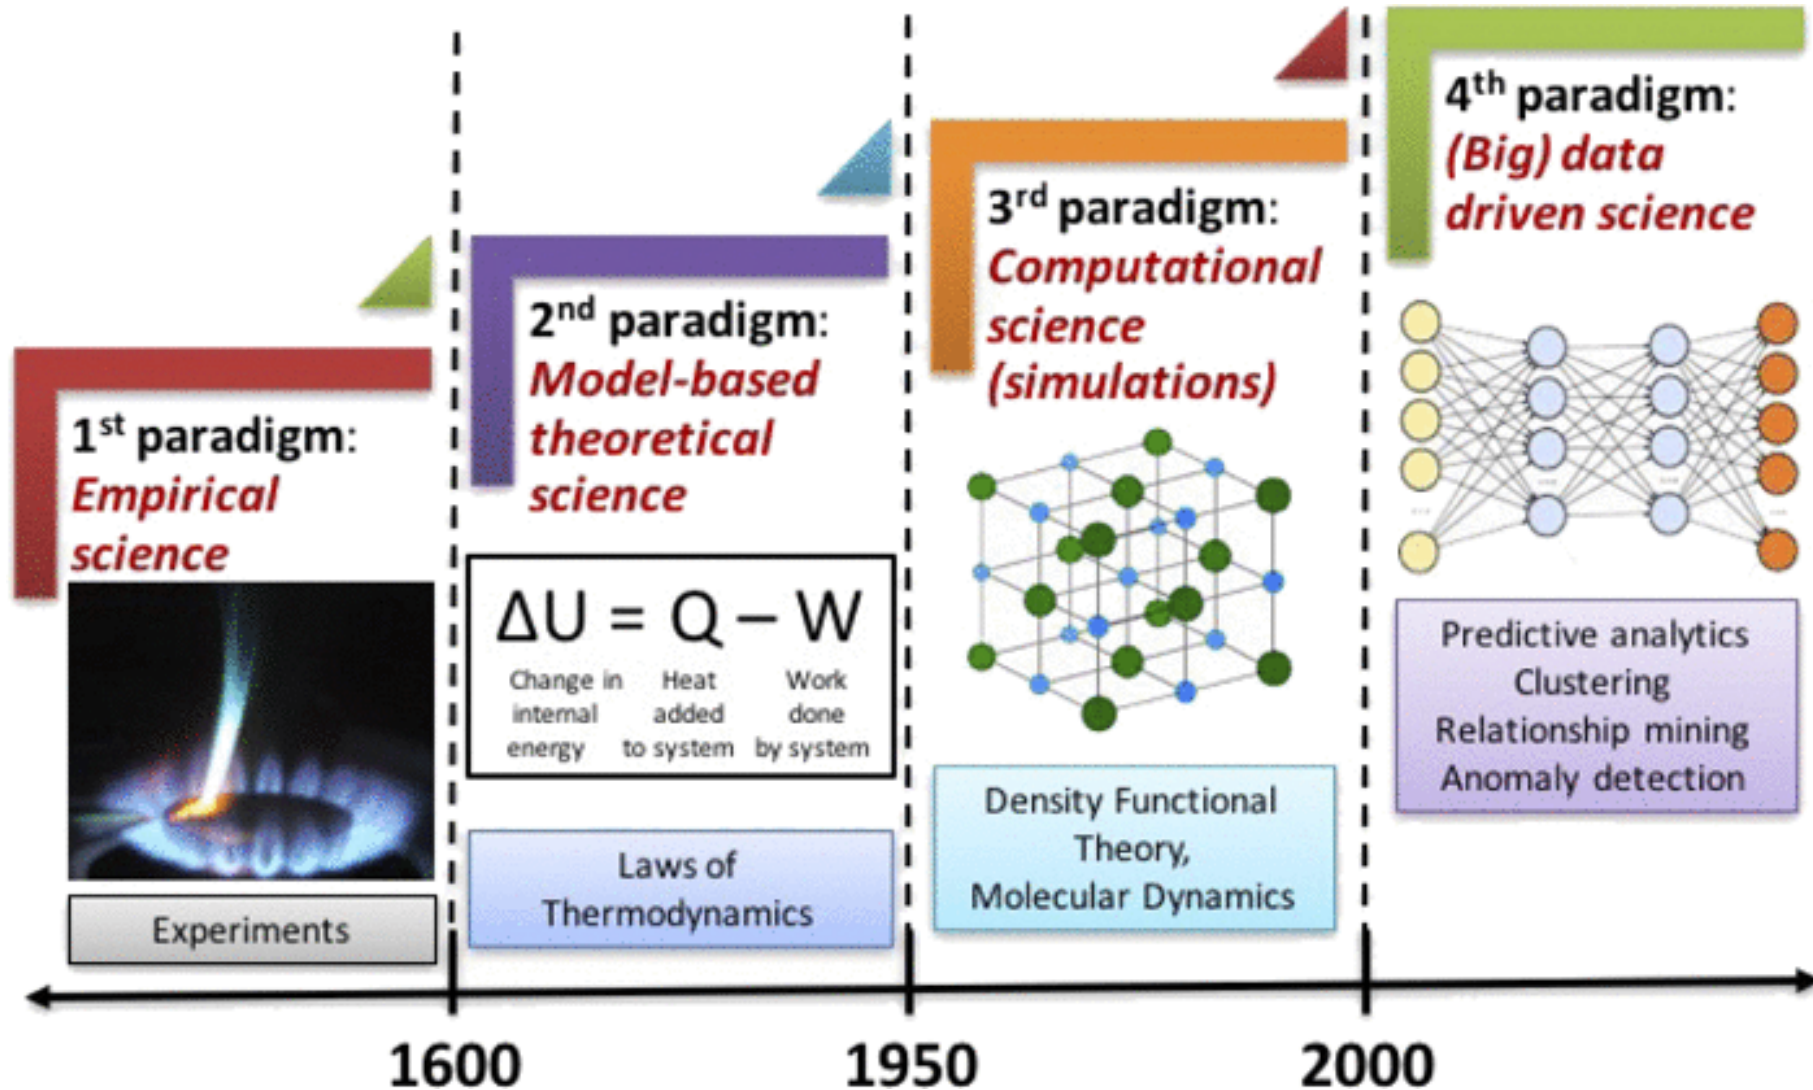 1st paradigm:
Empirical
science
Experiments
2nd paradigm:
Model-based
theoretical
science
ΔU = Q – W
Change in internal energy
Heat added to system
Work done by system
Laws of
Thermodynamics
3rd paradigm:
Computational
science
(simulations)
Density Functional
Theory,
Molecular Dynamics
4th paradigm:
(Big) data
driven science
Predictive analytics
Clustering
Relationship mining
Anomaly detection
1600
1950
2000